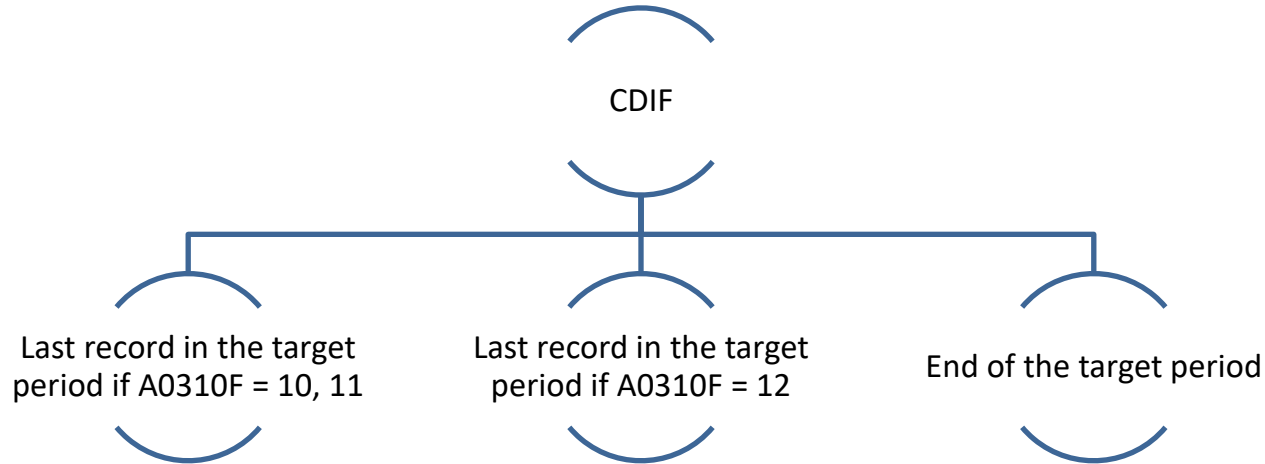 CDIF
Last record in the target
period if A0310F = 10, 11
Last record in the target
period if A0310F = 12
End of the target period